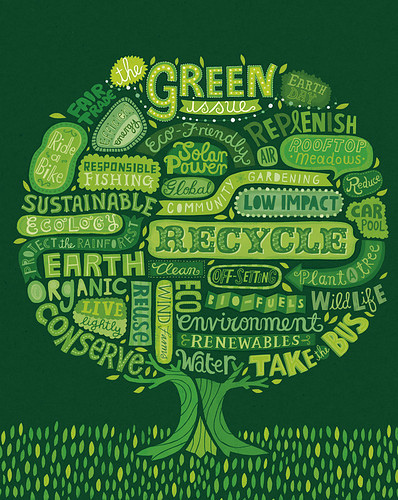 the
GREEN
issue
EARTH
DAY
FAIR
TRADE
Energy
Eco-Friendly
REPLENISH
Ride
a
Bike
Solar
Power
AIR
ROOFTOP
Meadows
RESPONSIBLE
FISHING
Global
COMMUNITY GARDENING
Reduce
SUSTAINABLE
LOW IMPACT
CAR
POOL
ECOLOGY
RECYCLE
PROTECT the RAINFOREST
EARTH
Clean
OFF-SETTING
Plant A tree
ORGANIC
LIVE
lightly
REUSE
WIND farms
ECO
BIO-FUELS
WildLIFE
CONSERVE
environment
RENEWABLES
Water
TAKE the BUS